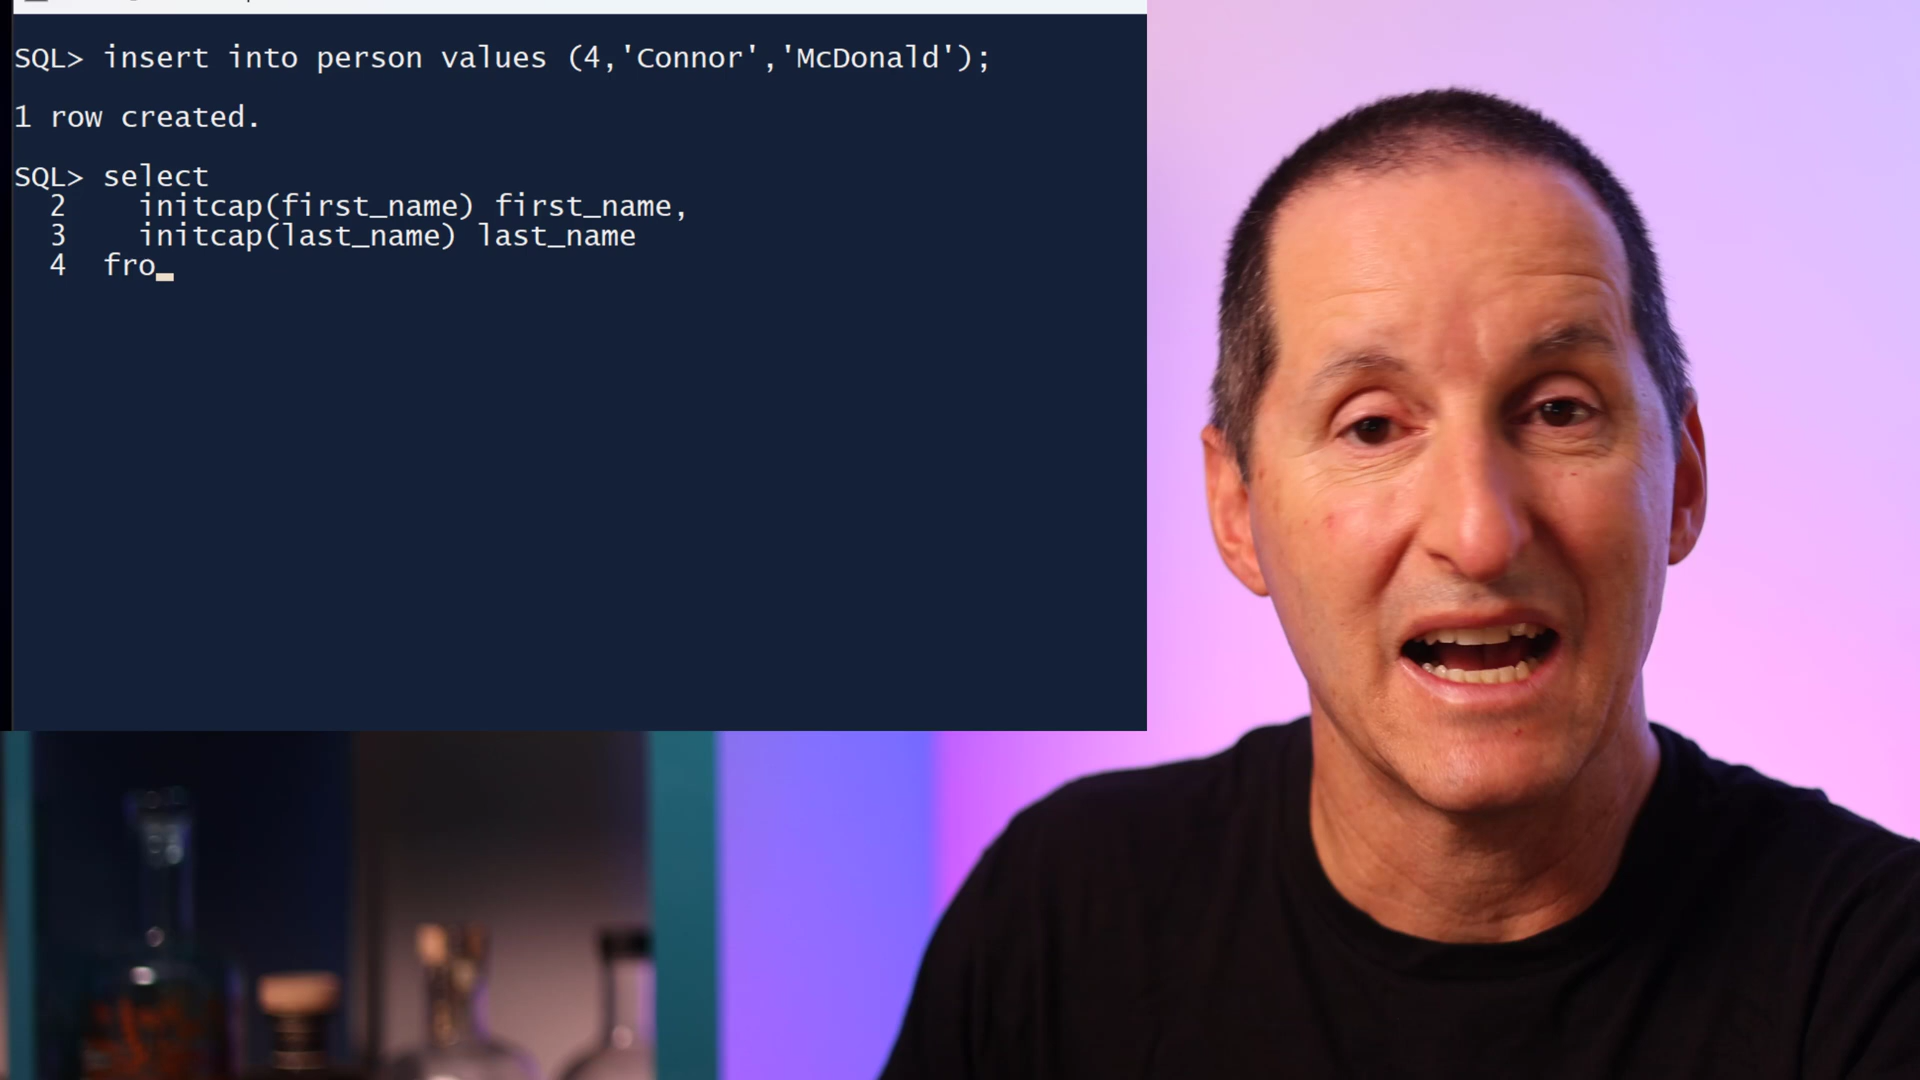 SQL> insert into person values (4,'Connor','McDonald');
1 row created.
SQL> select
2 initcap(first_name) first_name,
3 initcap(last_name) last_name
4 fro